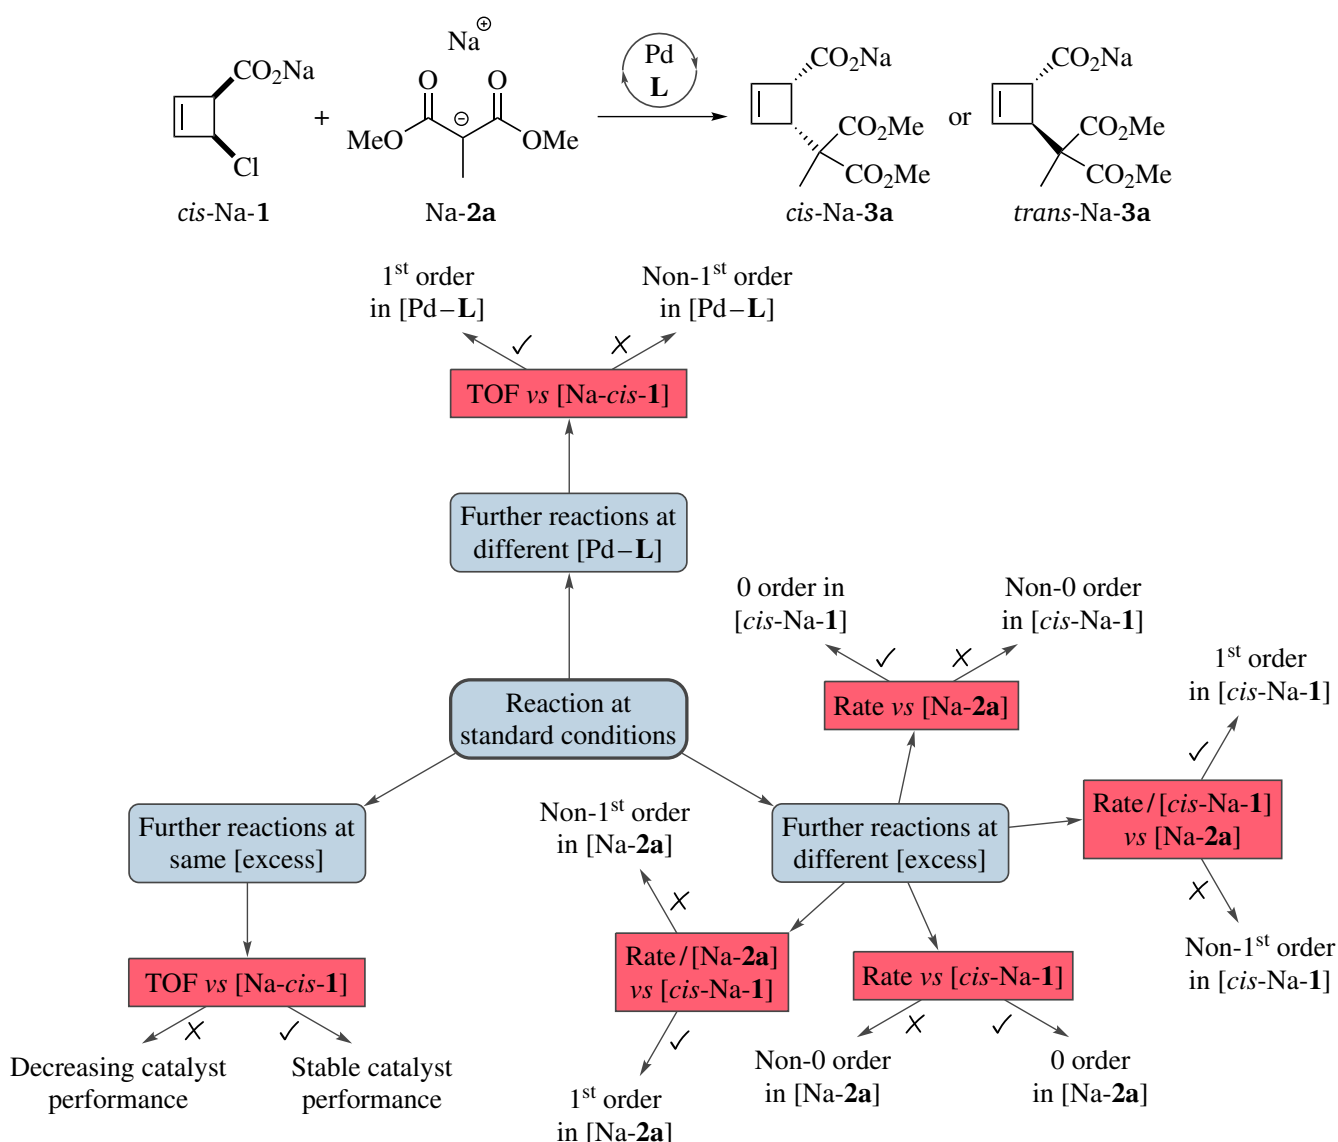 CO₂Na
Cl
cis-Na-1
+
Na⊕
O O
MeO ⊖ OMe
Na-2a
Pd
L
CO₂Na
CO₂Me
CO₂Me
cis-Na-3a
or
CO₂Na
CO₂Me
CO₂Me
trans-Na-3a
1st order
in [Pd–L]
Non-1st order
in [Pd–L]
✓ ✗
TOF vs [Na-cis-1]
Further reactions at
different [Pd–L]
Reaction at
standard conditions
0 order in
[cis-Na-1]
Non-0 order
in [cis-Na-1]
✓ ✗
Rate vs [Na-2a]
1st order
in [cis-Na-1]
✓
Rate/[cis-Na-1]
vs [Na-2a]
✗
Non-1st order
in [cis-Na-1]
Further reactions at
same [excess]
Further reactions at
different [excess]
Non-1st order
in [Na-2a]
✗
Rate/[Na-2a]
vs [cis-Na-1]
✓
1st order
in [Na-2a]
Rate vs [cis-Na-1]
✗ ✓
Non-0 order
in [Na-2a]
0 order
in [Na-2a]
TOF vs [Na-cis-1]
✗ ✓
Decreasing catalyst
performance
Stable catalyst
performance